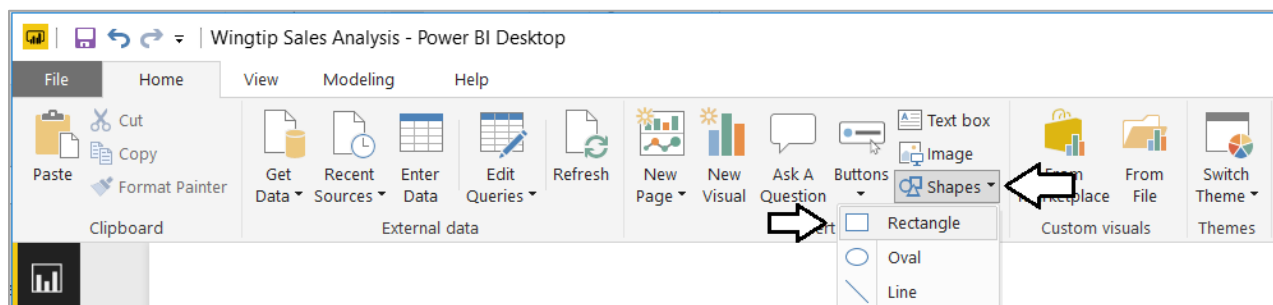 Wingtip Sales Analysis - Power BI Desktop
File Home View Modeling Help
Paste
Cut
Copy
Format Painter
Clipboard
Get Data
Recent Sources
Enter Data
Edit Queries
Refresh
External data
New Page
New Visual
Ask A Question
Buttons
Text box
Image
Shapes
Rectangle
Oval
Line
From
File
Custom visuals
Switch Theme
Themes